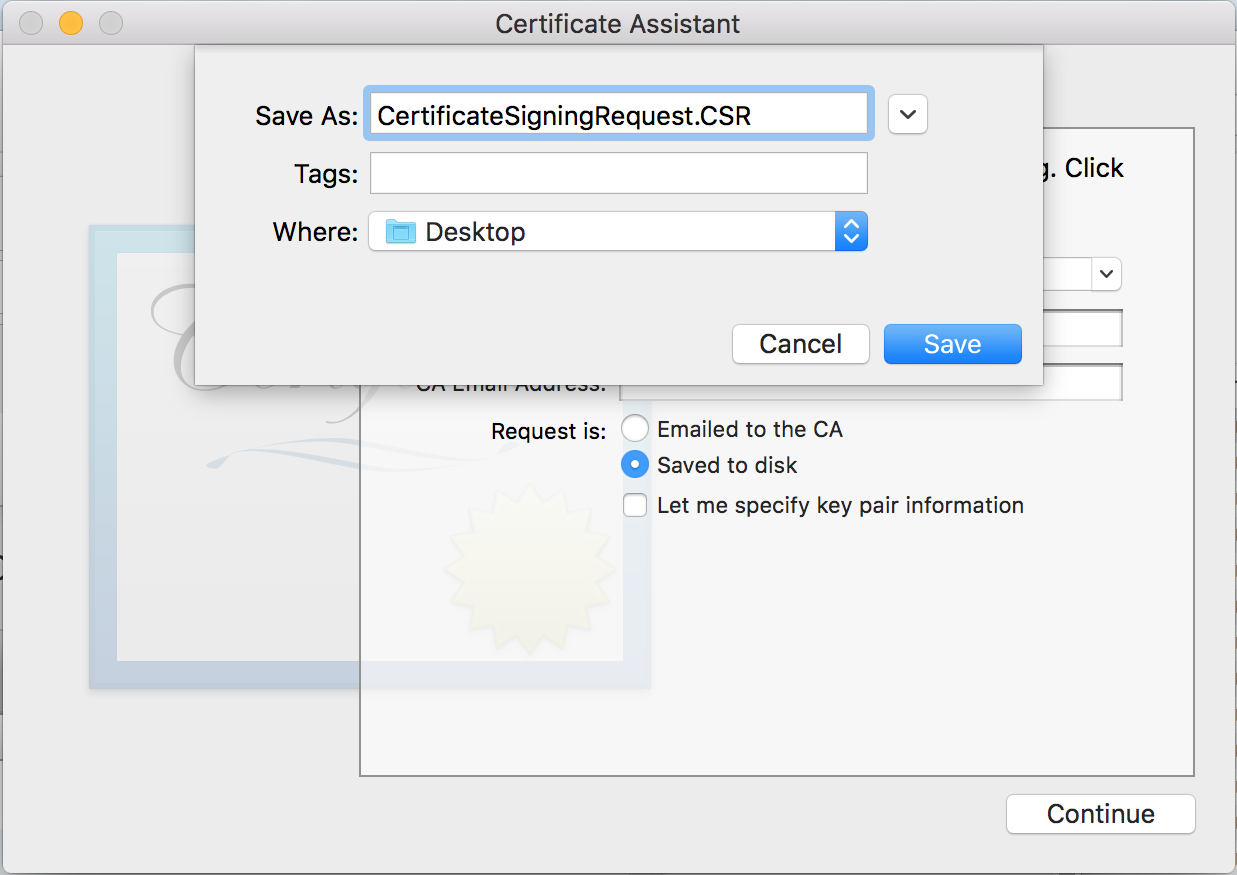 Certificate Assistant
Save As: CertificateSigningRequest.CSR
Tags:
. Click
Where: Desktop
Cancel Save
CA Email Address:
Request is: Emailed to the CA
Saved to disk
Let me specify key pair information
Continue